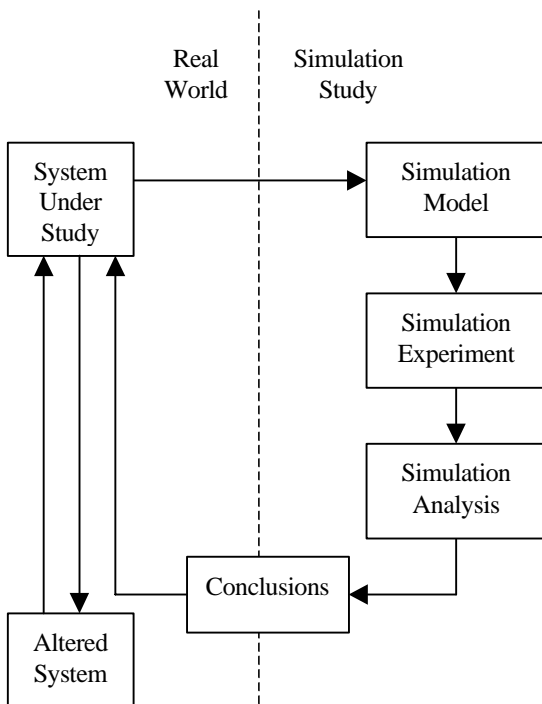 Real
World
Simulation
Study
System
Under
Study
Simulation
Model
Simulation
Experiment
Simulation
Analysis
Conclusions
Altered
System